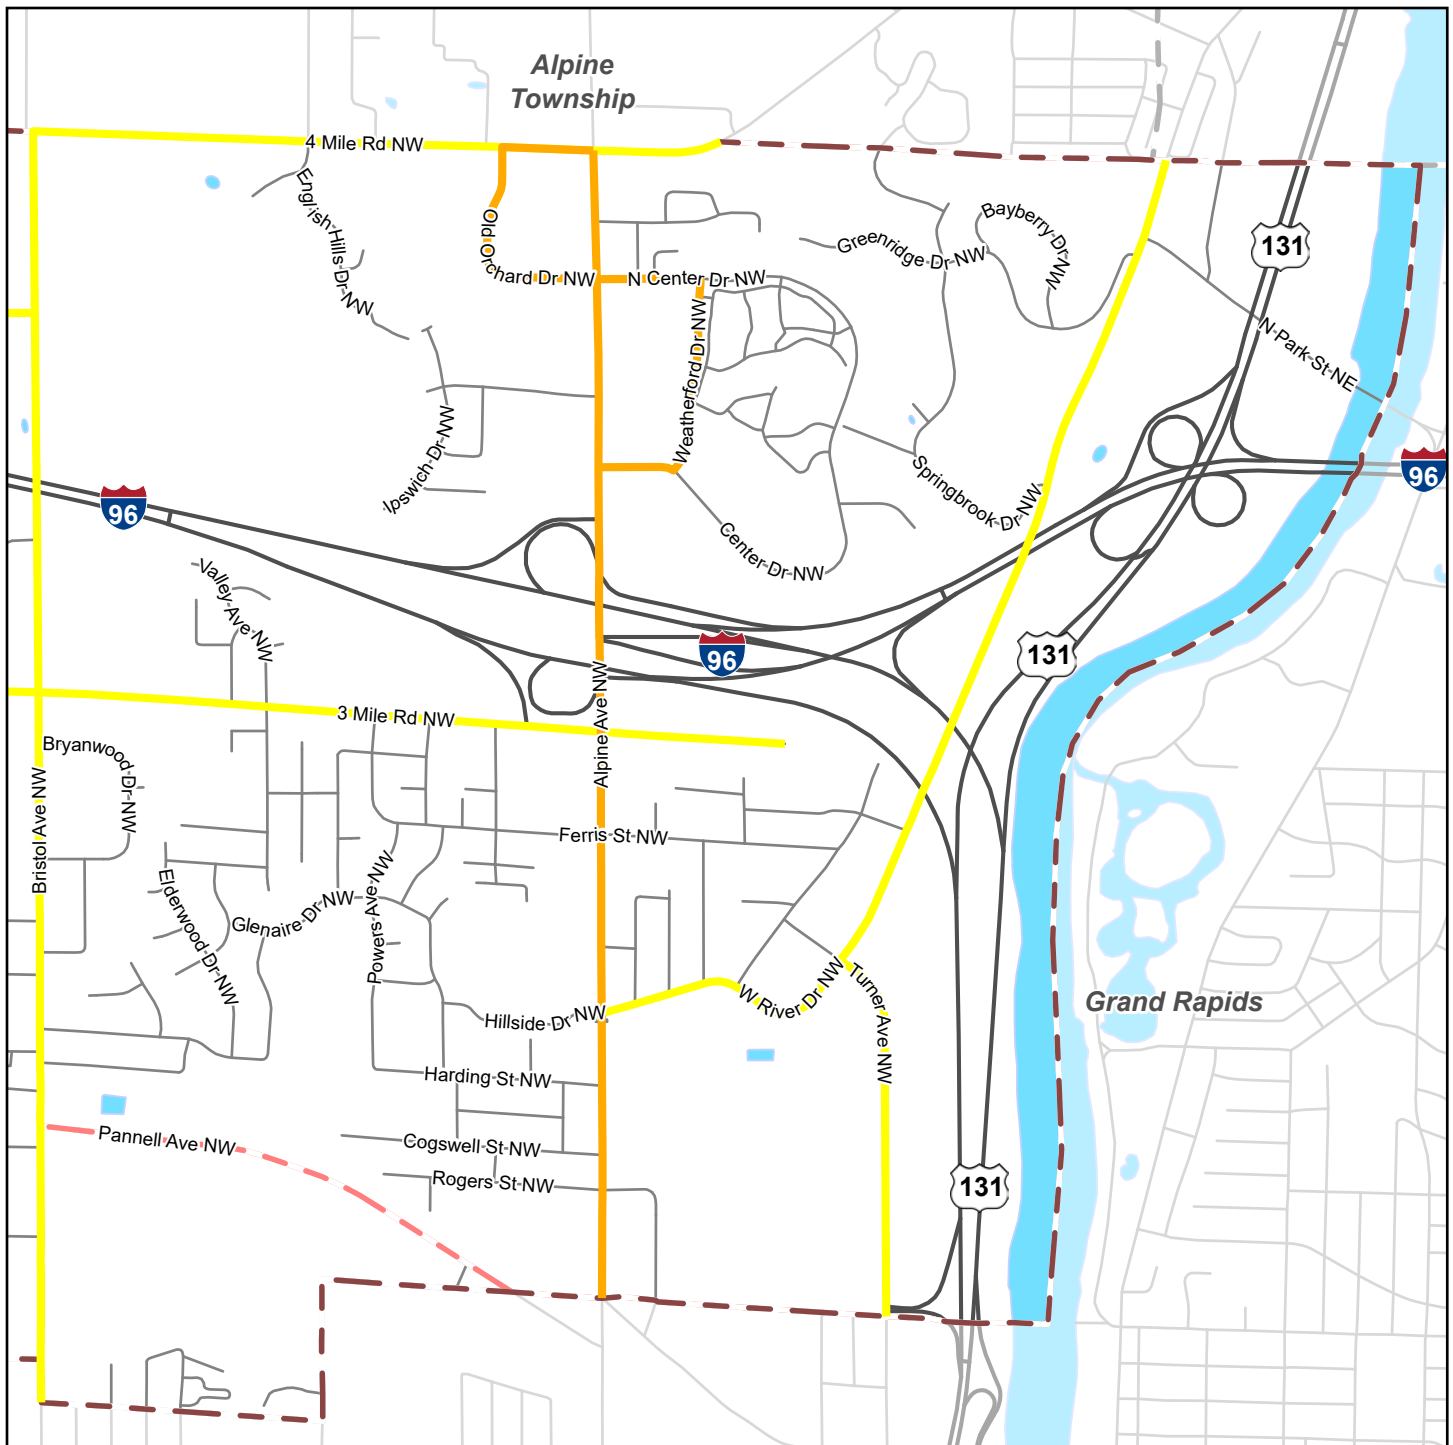 Alpine
Township
4 Mile Rd NW
English Hills Dr NW
Old Orchard Dr NW
N Center Dr NW
Greenridge Dr NW
Bayberry Dr NW
131
N Park St NE
Weatherford Dr NW
Ipswich Dr NW
Springbrook Dr NW
96
96
Center Dr NW
Valley Ave NW
96
131
Alpine Ave NW
3 Mile Rd NW
Bryanwood Dr NW
Bristol Ave NW
Ferris St NW
Elderwood Dr NW
Glenaire Dr NW
Powers Ave NW
W River Dr NW
Turner Ave NW
Grand Rapids
Hillside Dr NW
Harding St NW
Pannell Ave NW
Cogswell St NW
Rogers St NW
131